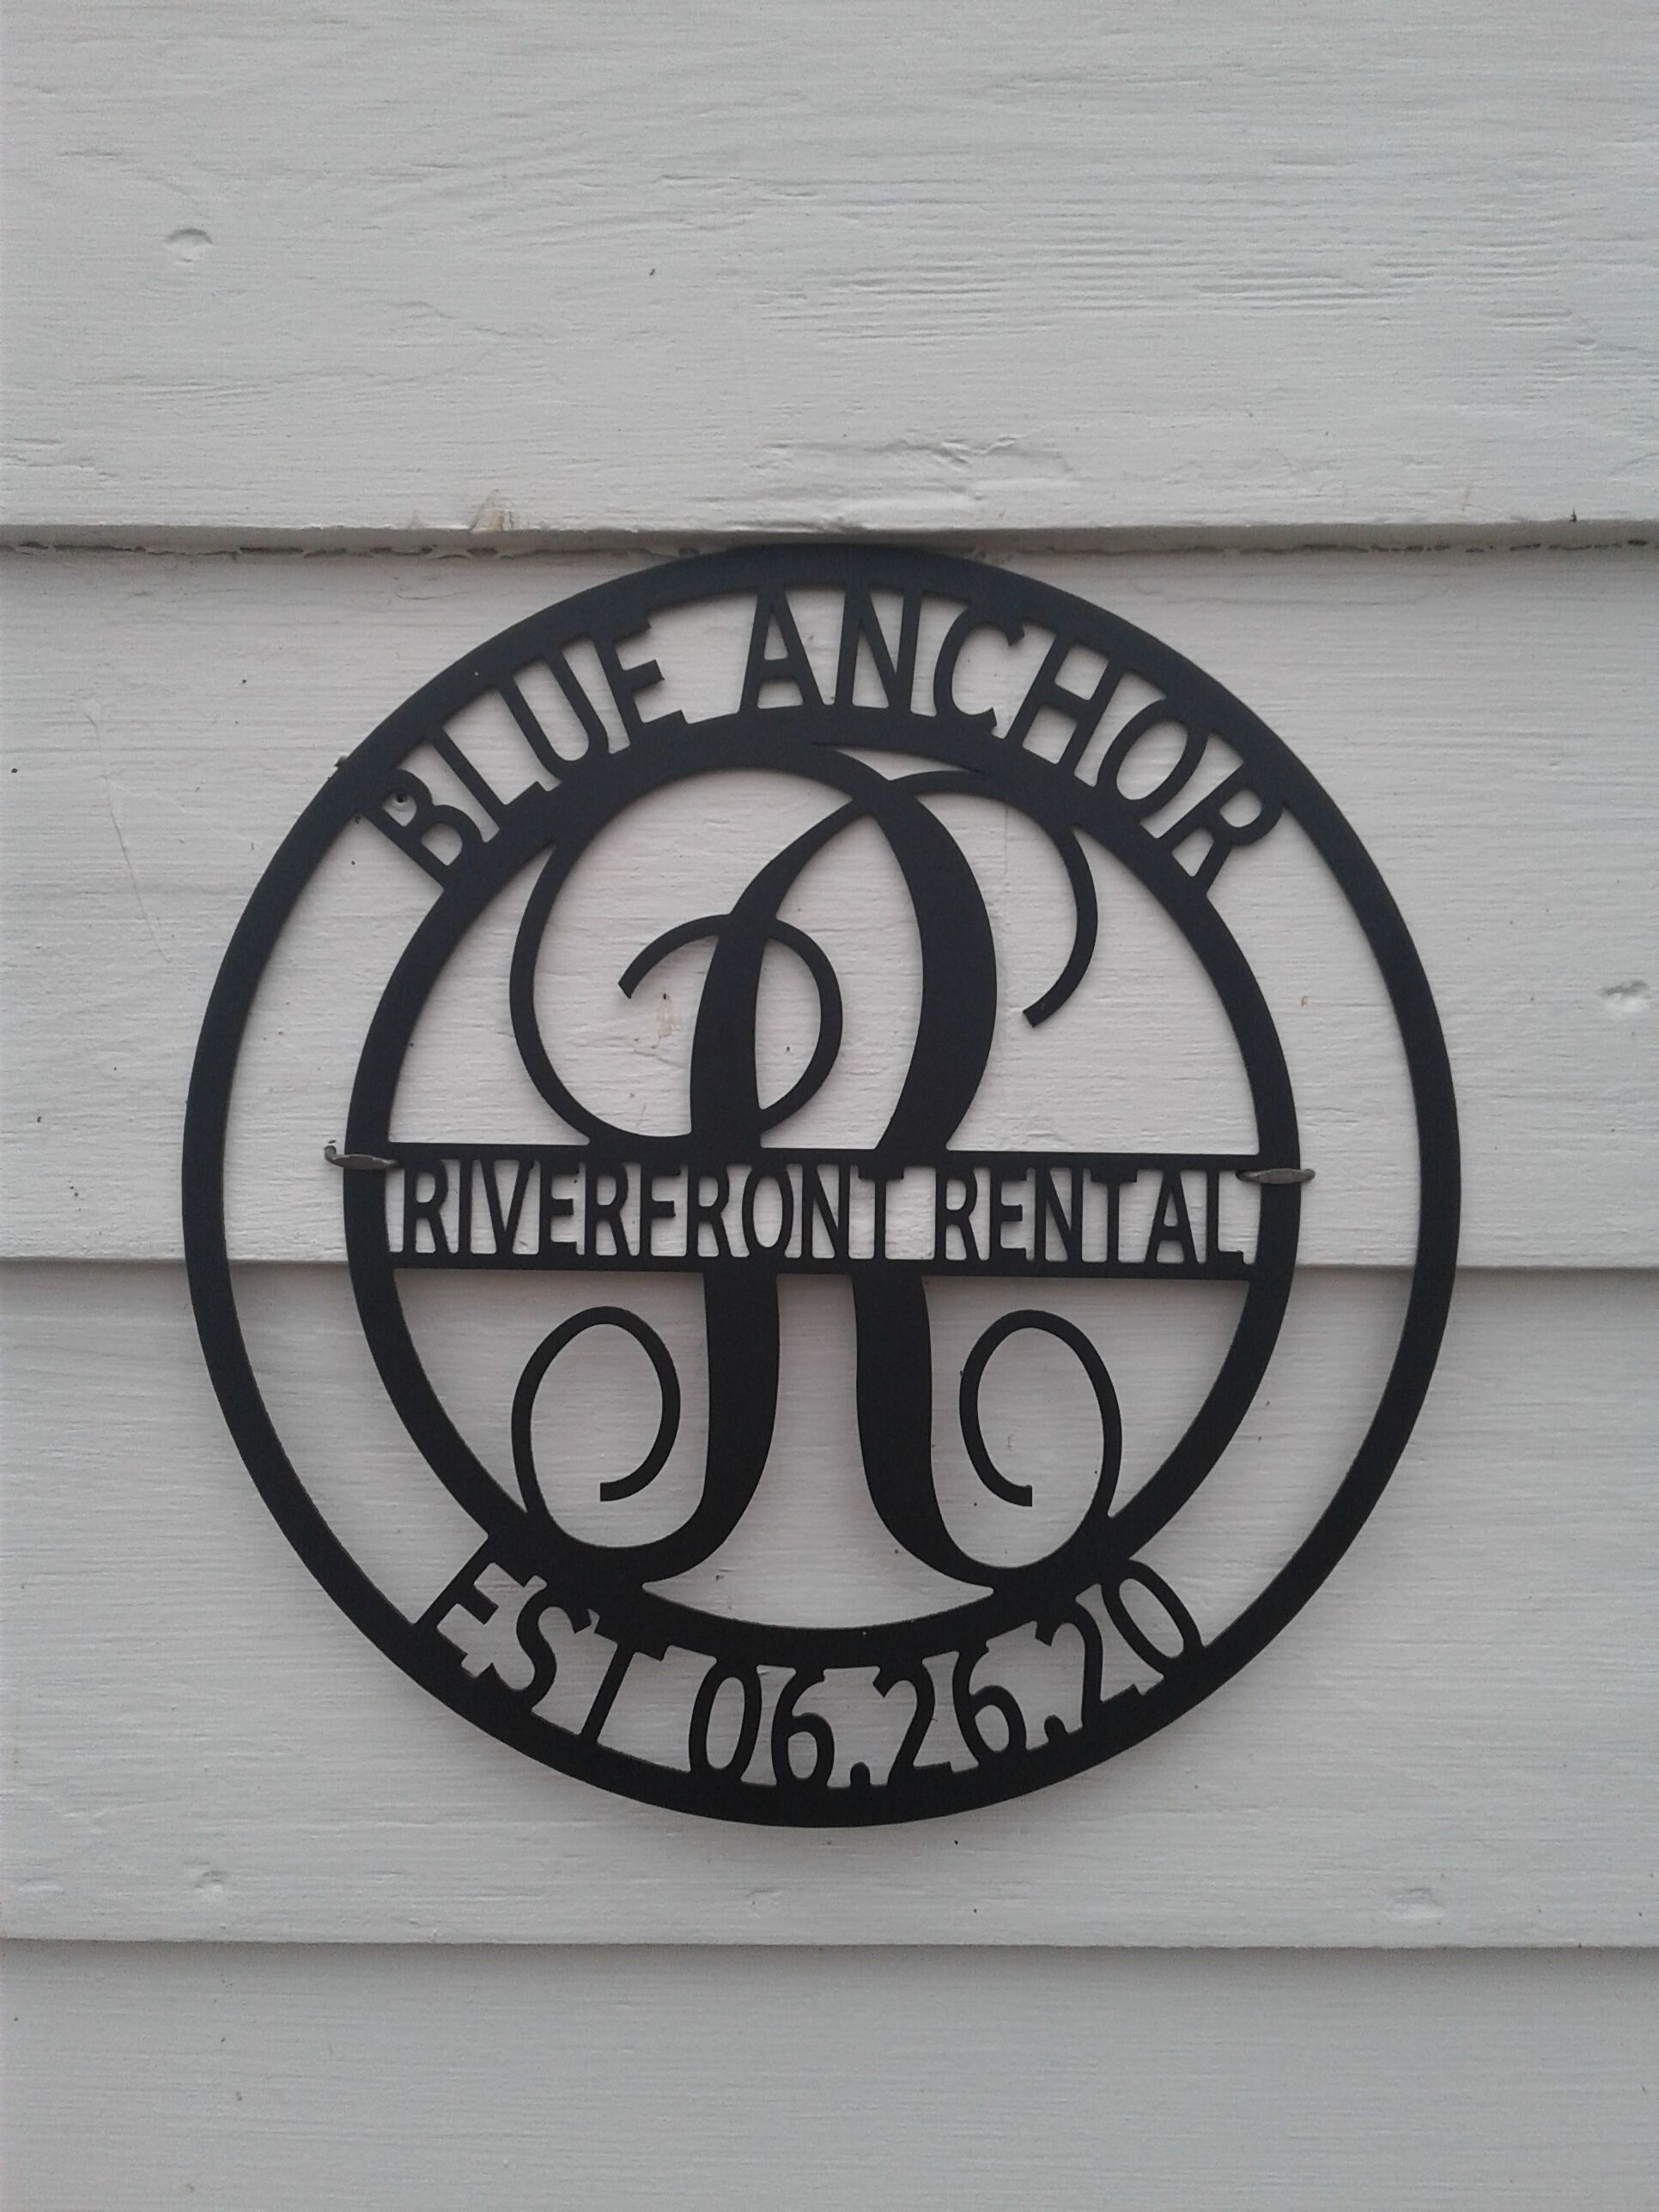 BLUE ANCHOR
R
RIVERFRONT RENTAL
EST 06.26.20